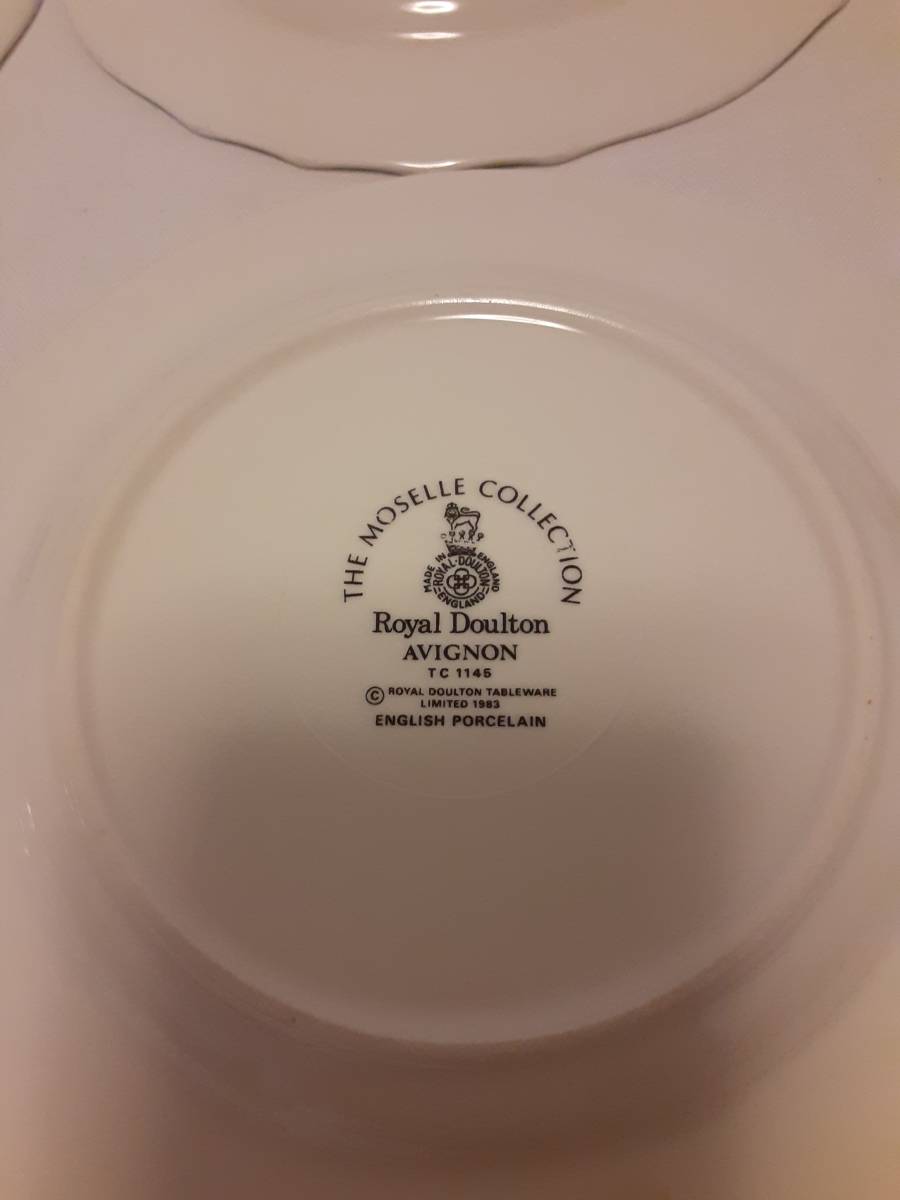 THE MOSELLE COLLECTION
MADE IN ENGLAND
ROYAL-DOULTON
ENGLAND
Royal Doulton
AVIGNON
TC 1145
© ROYAL DOULTON TABLEWARE
LIMITED 1983
ENGLISH PORCELAIN